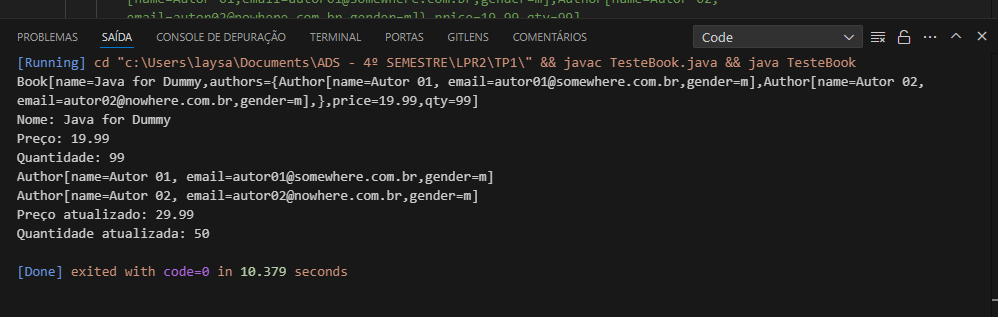 [name=Autor 01,email=autor01@somewhere.com.br,gender=m],Author[name=Autor 02,
email=autor02@nowhere.com.br,gender=m],price=19.99,qty=99]
PROBLEMAS SAÍDA CONSOLE DE DEPURAÇÃO TERMINAL PORTAS GITLENS COMENTÁRIOS Code
[Running] cd "c:\Users\laysa\Documents\ADS - 4º SEMESTRE\LPR2\TP1\" && javac TesteBook.java && java TesteBook
Book[name=Java for Dummy,authors={Author[name=Autor 01, email=autor01@somewhere.com.br,gender=m],Author[name=Autor 02,
email=autor02@nowhere.com.br,gender=m],},price=19.99,qty=99]
Nome: Java for Dummy
Preço: 19.99
Quantidade: 99
Author[name=Autor 01, email=autor01@somewhere.com.br,gender=m]
Author[name=Autor 02, email=autor02@nowhere.com.br,gender=m]
Preço atualizado: 29.99
Quantidade atualizada: 50
[Done] exited with code=0 in 10.379 seconds